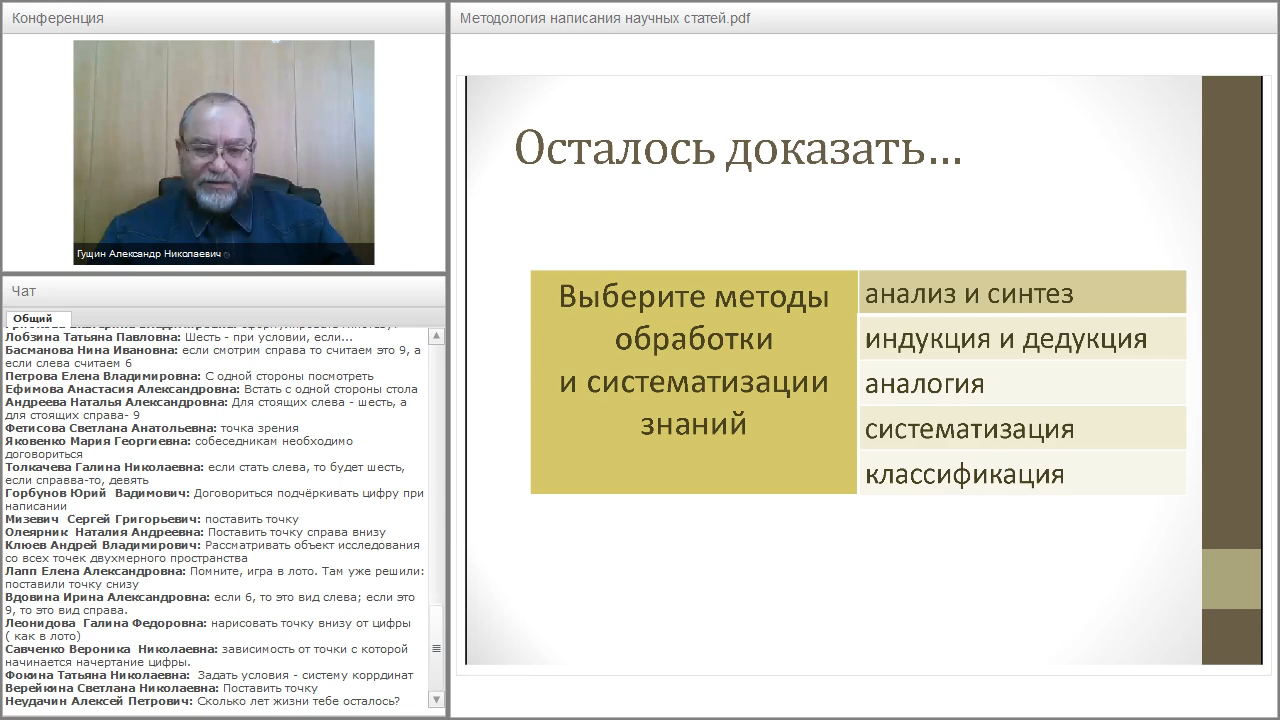 Конференция
Гущин Александр Николаевич
Чат
Общий
Лобзина Татьяна Павловна: Шесть - при условии, если...
Басманова Нина Ивановна: если смотрим справа то считаем это 9, а
если слева считаем 6
Петрова Елена Владимировна: С одной стороны посмотреть
Ефимова Анастасия Александровна: Встать с одной стороны стола
Андреева Наталья Александровна: Для стоящих слева - шесть, а
для стоящих справа- 9
Фетисова Светлана Анатольевна: точка зрения
Яковенко Мария Георгиевна: собеседникам необходимо
договориться
Толкачева Галина Николаевна: если стать слева, то будет шесть,
если справва-то, девять
Горбунов Юрий  Вадимович: Договориться подчёркивать цифру при
написании
Мизевич  Сергей Григорьевич: поставить точку
Олеярник  Наталия Андреевна: Поставить точку справа внизу
Клюев Андрей Владимирович: Рассматривать объект исследования
со всех точек двухмерного пространства
Лапп Елена Александровна: Помните, игра в лото. Там уже решили:
поставили точку снизу
Вдовина Ирина Александровна: если 6, то это вид слева; если это
9, то это вид справа.
Леонидова  Галина Федоровна: нарисовать точку внизу от цифры
( как в лото)
Савченко Вероника  Николаевна: зависимость от точки с которой
начинается начертание цифры.
Фокина Татьяна Николаевна:  Задать условия - систему коррдинат
Верейкина Светлана Николаевна: Поставить точку
Неудачин Алексей Петрович: Сколько лет жизни тебе осталось?
Методология написания научных статей.pdf
Осталось доказать...
Выберите методы
обработки
и систематизации
знаний
анализ и синтез
индукция и дедукция
аналогия
систематизация
классификация